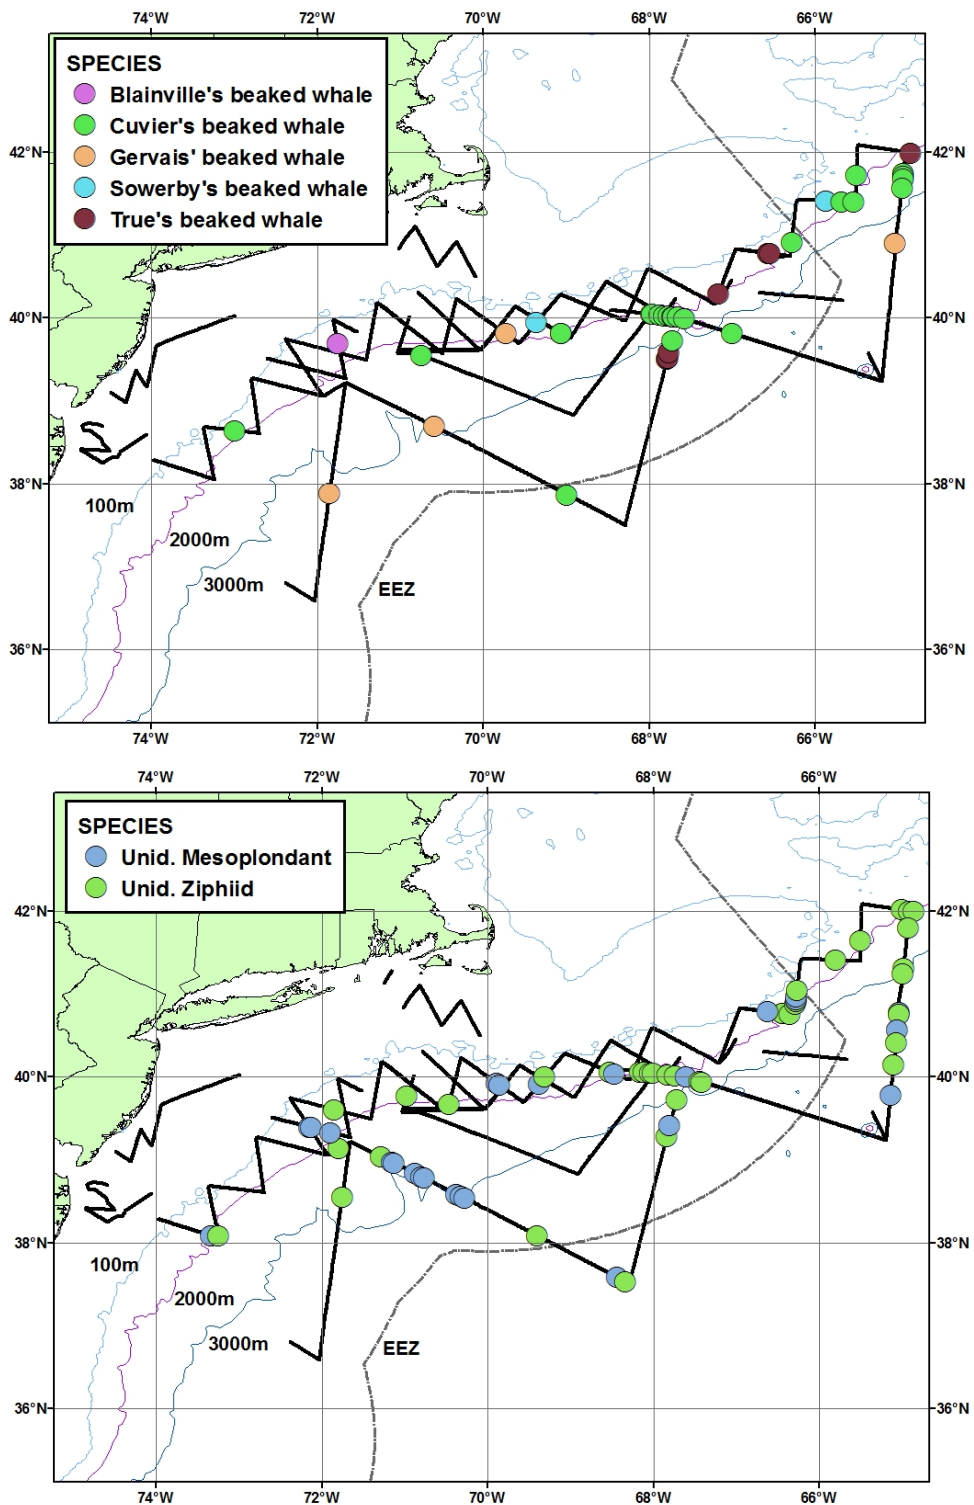 74°W 72°W 70°W 68°W 66°W
SPECIES
Blainville's beaked whale
Cuvier's beaked whale
Gervais' beaked whale
Sowerby's beaked whale
True's beaked whale
42°N 42°N
40°N 40°N
38°N 38°N
100m
2000m
3000m
EEZ
36°N 36°N
74°W 72°W 70°W 68°W 66°W
74°W 72°W 70°W 68°W 66°W
SPECIES
Unid. Mesoplondant
Unid. Ziphiid
42°N 42°N
40°N 40°N
38°N 38°N
100m
2000m
3000m
EEZ
36°N 36°N
74°W 72°W 70°W 68°W 66°W